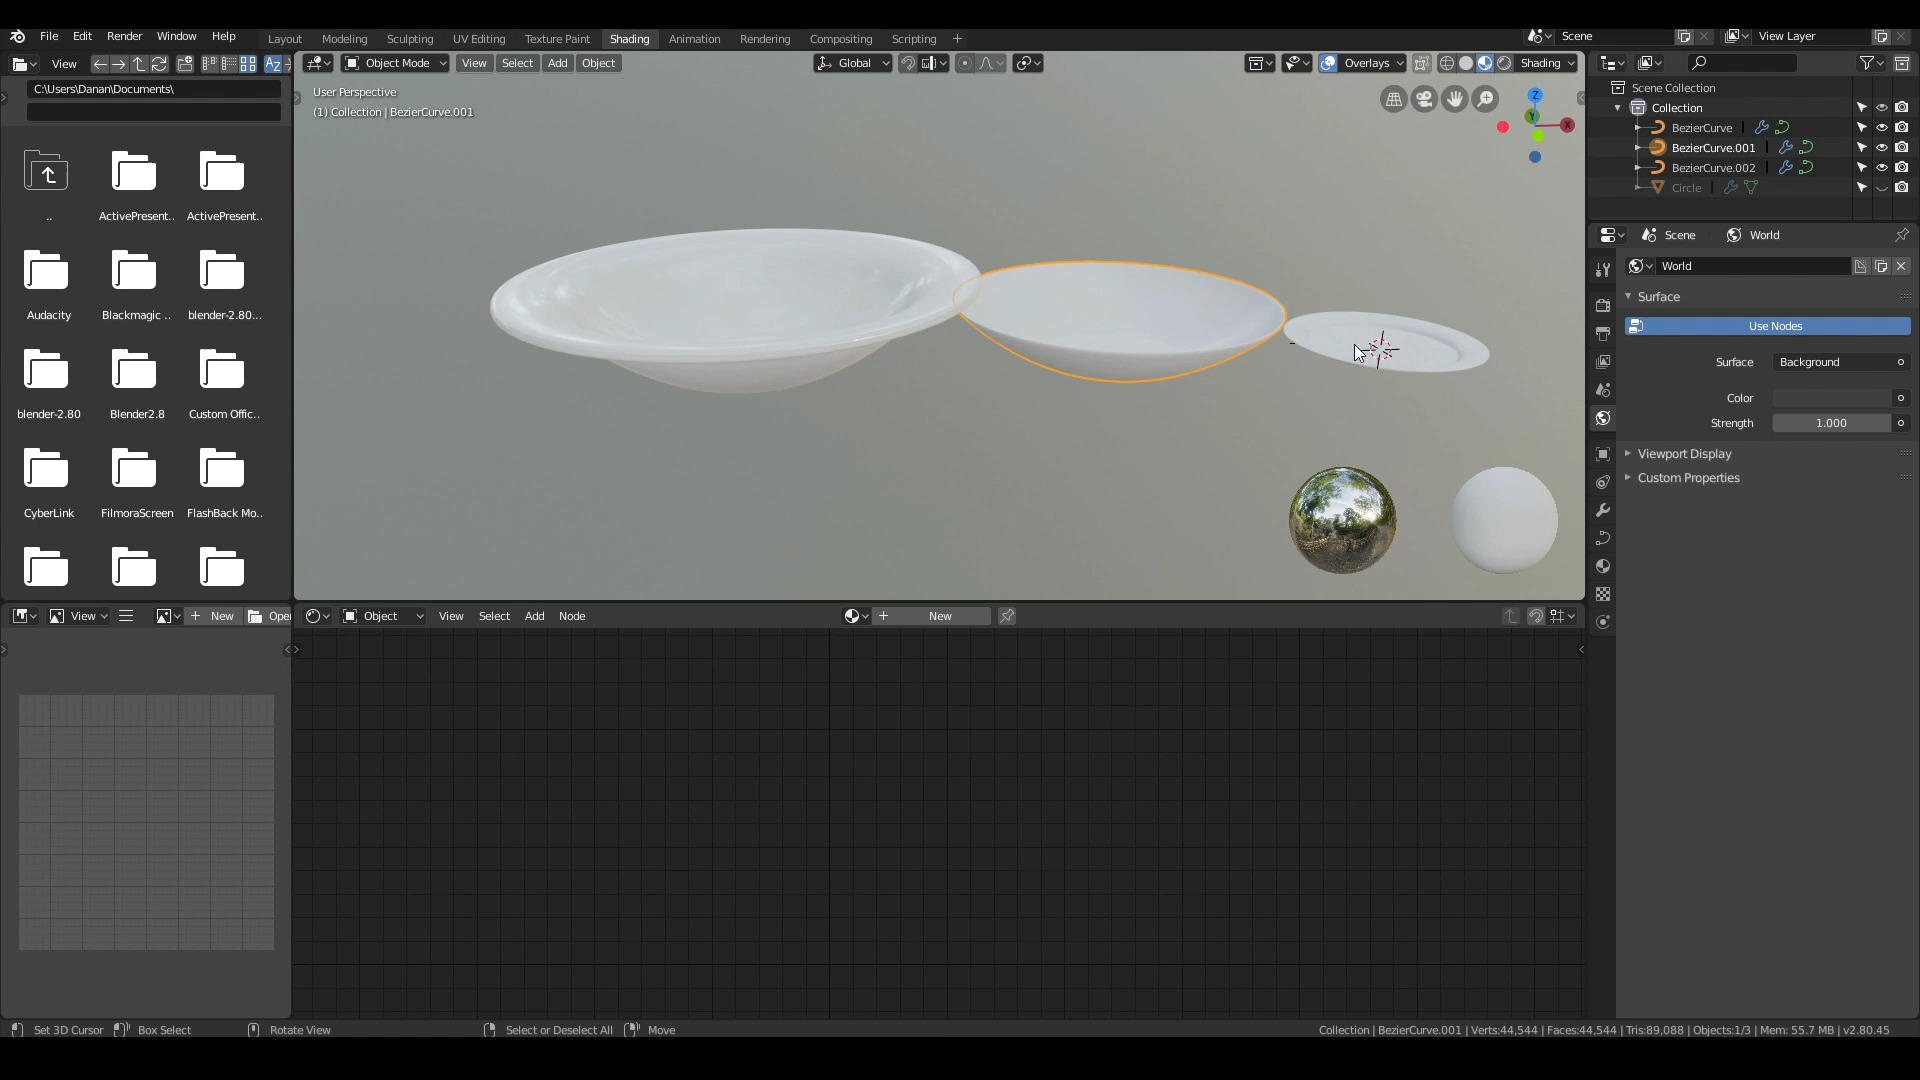 File Edit Render Window Help Layout Modeling Sculpting UV Editing Texture Paint Shading Animation Rendering Compositing Scripting + Scene View Layer
View
Object Mode View Select Add Object Global Overlays Shading
C:\Users\Danan\Documents\
..
ActivePresent..
ActivePresent..
Audacity
Blackmagic ..
blender-2.80...
blender-2.80
Blender2.8
Custom Offic..
CyberLink
FilmoraScreen
FlashBack Mo..
User Perspective
(1) Collection | BezierCurve.001
Z
Y
X
Scene Collection
Collection
BezierCurve
BezierCurve.001
BezierCurve.002
Circle
Scene World
World
Surface
Use Nodes
Surface Background
Color
Strength 1.000
Viewport Display
Custom Properties
View + New Ope
Object View Select Add Node + New
Set 3D Cursor Box Select Rotate View Select or Deselect All Move
Collection | BezierCurve.001 | Verts:44,544 | Faces:44,544 | Tris:89,088 | Objects:1/3 | Mem: 55.7 MB | v2.80.45